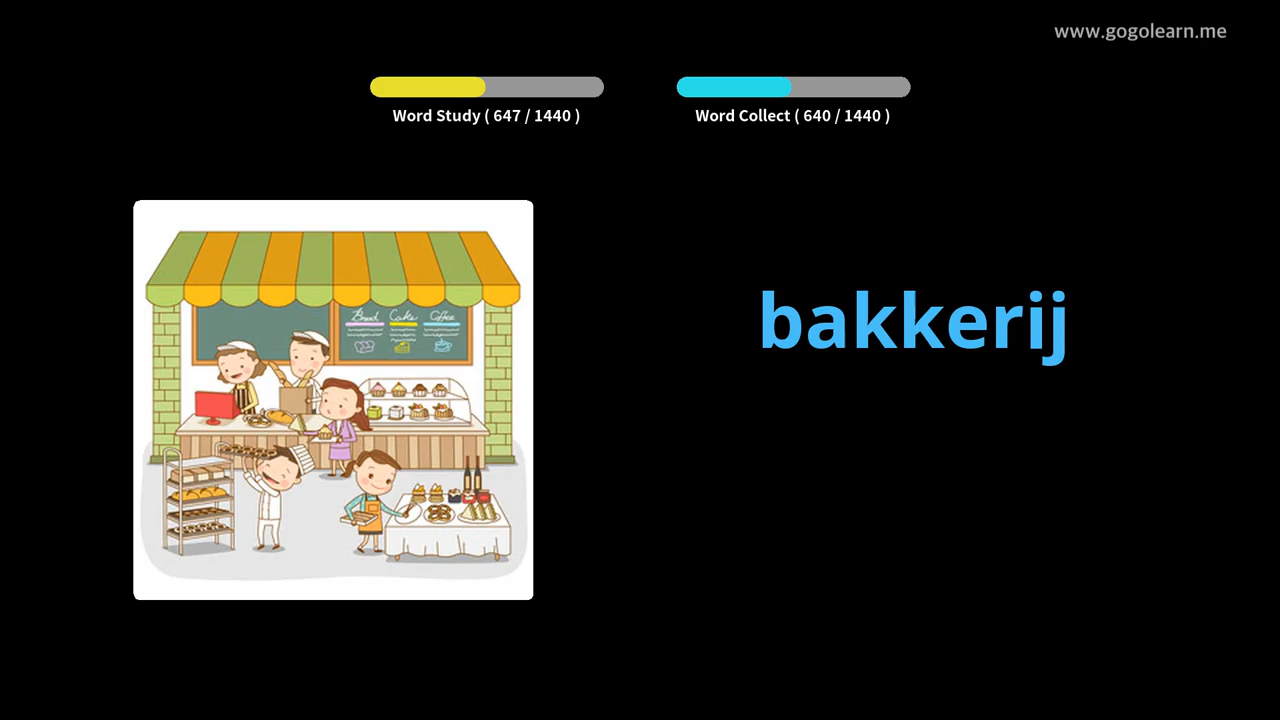 www.gogolearn.me
Word Study ( 647 / 1440 )
Word Collect ( 640 / 1440 )
bakkerij
Bread Cake Coffee